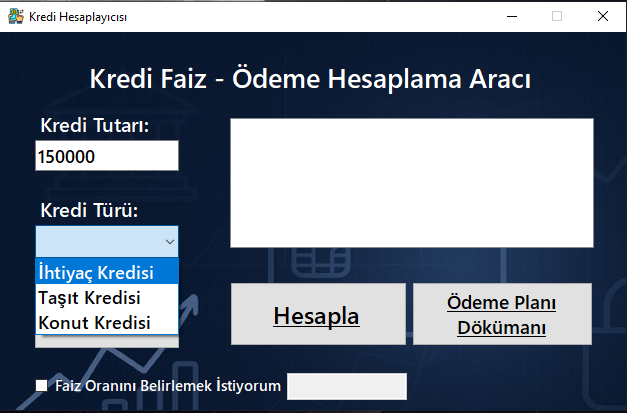 Kredi Hesaplayıcısı
Kredi Faiz - Ödeme Hesaplama Aracı
Kredi Tutarı:
150000
Kredi Türü:
İhtiyaç Kredisi
Taşıt Kredisi
Konut Kredisi
Hesapla
Ödeme Planı
Dökümanı
Faiz Oranını Belirlemek İstiyorum